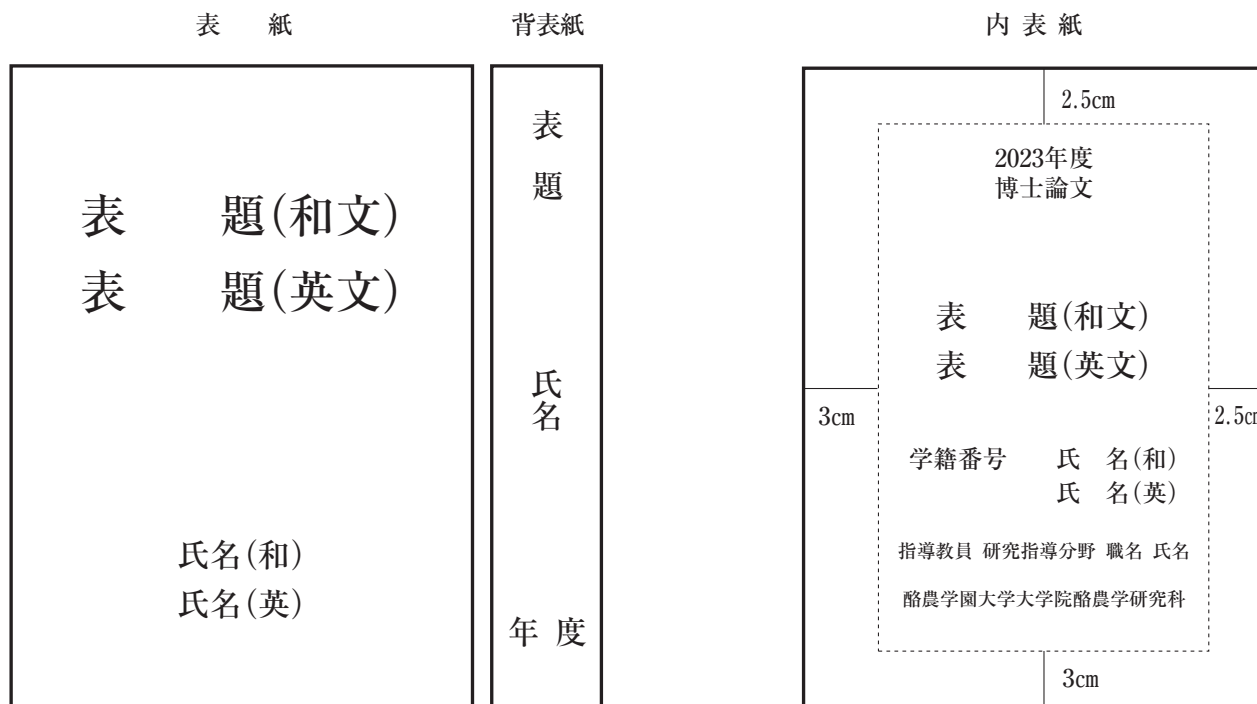 表　紙
表　題(和文)
表　題(英文)
氏名(和)
氏名(英)
背表紙
表題
氏名
年度
内表紙
2.5cm
2023年度
博士論文
表　題(和文)
表　題(英文)
3cm
2.5cm
学籍番号　氏　名(和)
氏　名(英)
指導教員 研究指導分野 職名 氏名
酪農学園大学大学院酪農学研究科
3cm